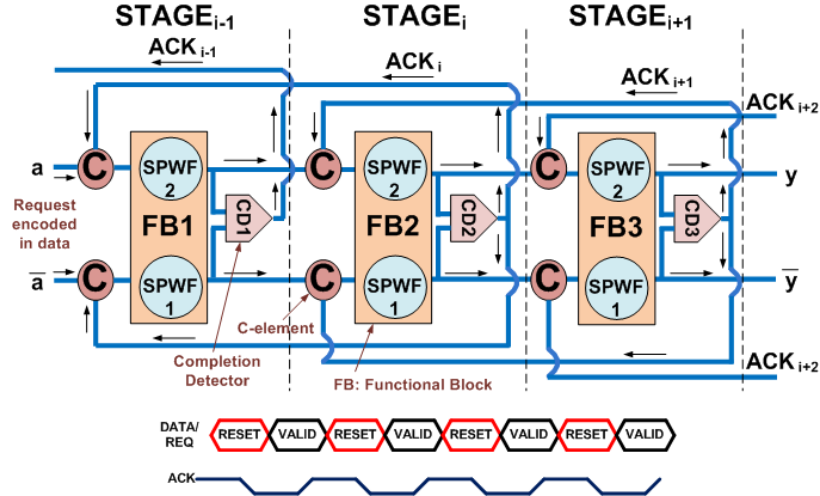 STAGEi-1 STAGEi STAGEi+1
ACK i-1 ACK i ACK i+1 ACK i+2
a C SPWF 2 C SPWF 2 C SPWF 2 y
Request
encoded
in data
FB1 CD1 FB2 CD2 FB3 CD3
a̅ C SPWF 1 C SPWF 1 C SPWF 1 y̅
C-element
Completion
Detector
FB: Functional Block
ACK i+2
DATA/
REQ
RESET VALID RESET VALID RESET VALID RESET VALID
ACK